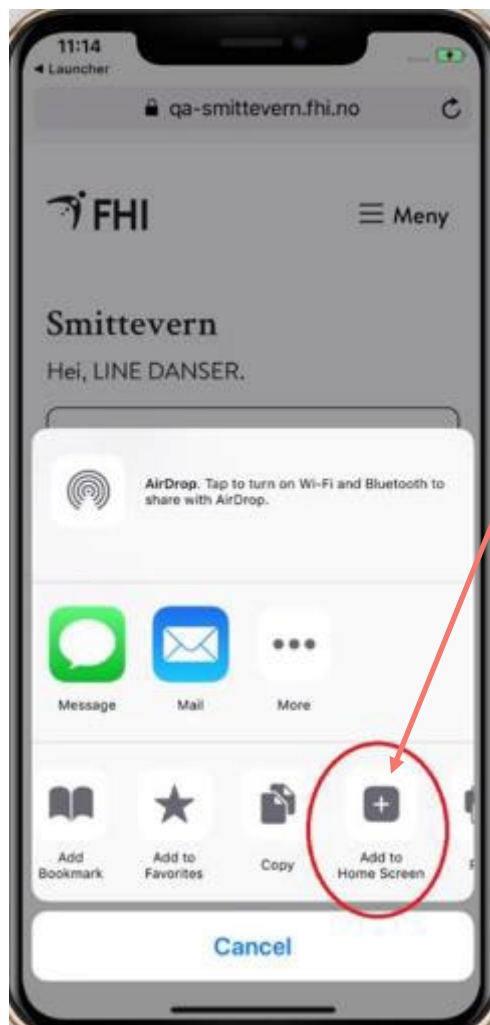 11:14
◀ Launcher
qa-smittevern.fhi.no
FHI
Meny
Smittevern
Hei, LINE DANSER.
AirDrop. Tap to turn on Wi-Fi and Bluetooth to
share with AirDrop.
Message
Mail
More
Add
Bookmark
Add to
Favorites
Copy
Add to
Home Screen
Cancel